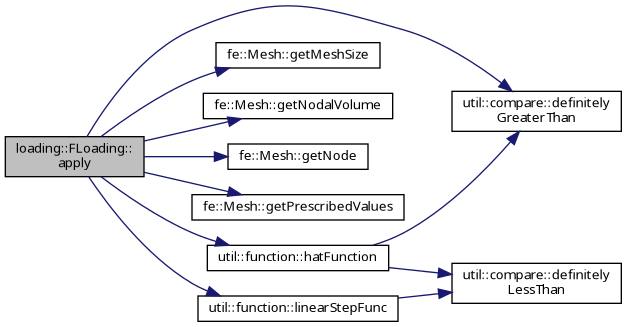 loading::FLoading::
apply
fe::Mesh::getMeshSize
fe::Mesh::getNodalVolume
fe::Mesh::getNode
fe::Mesh::getPrescribedValues
util::function::hatFunction
util::function::linearStepFunc
util::compare::definitely
GreaterThan
util::compare::definitely
LessThan